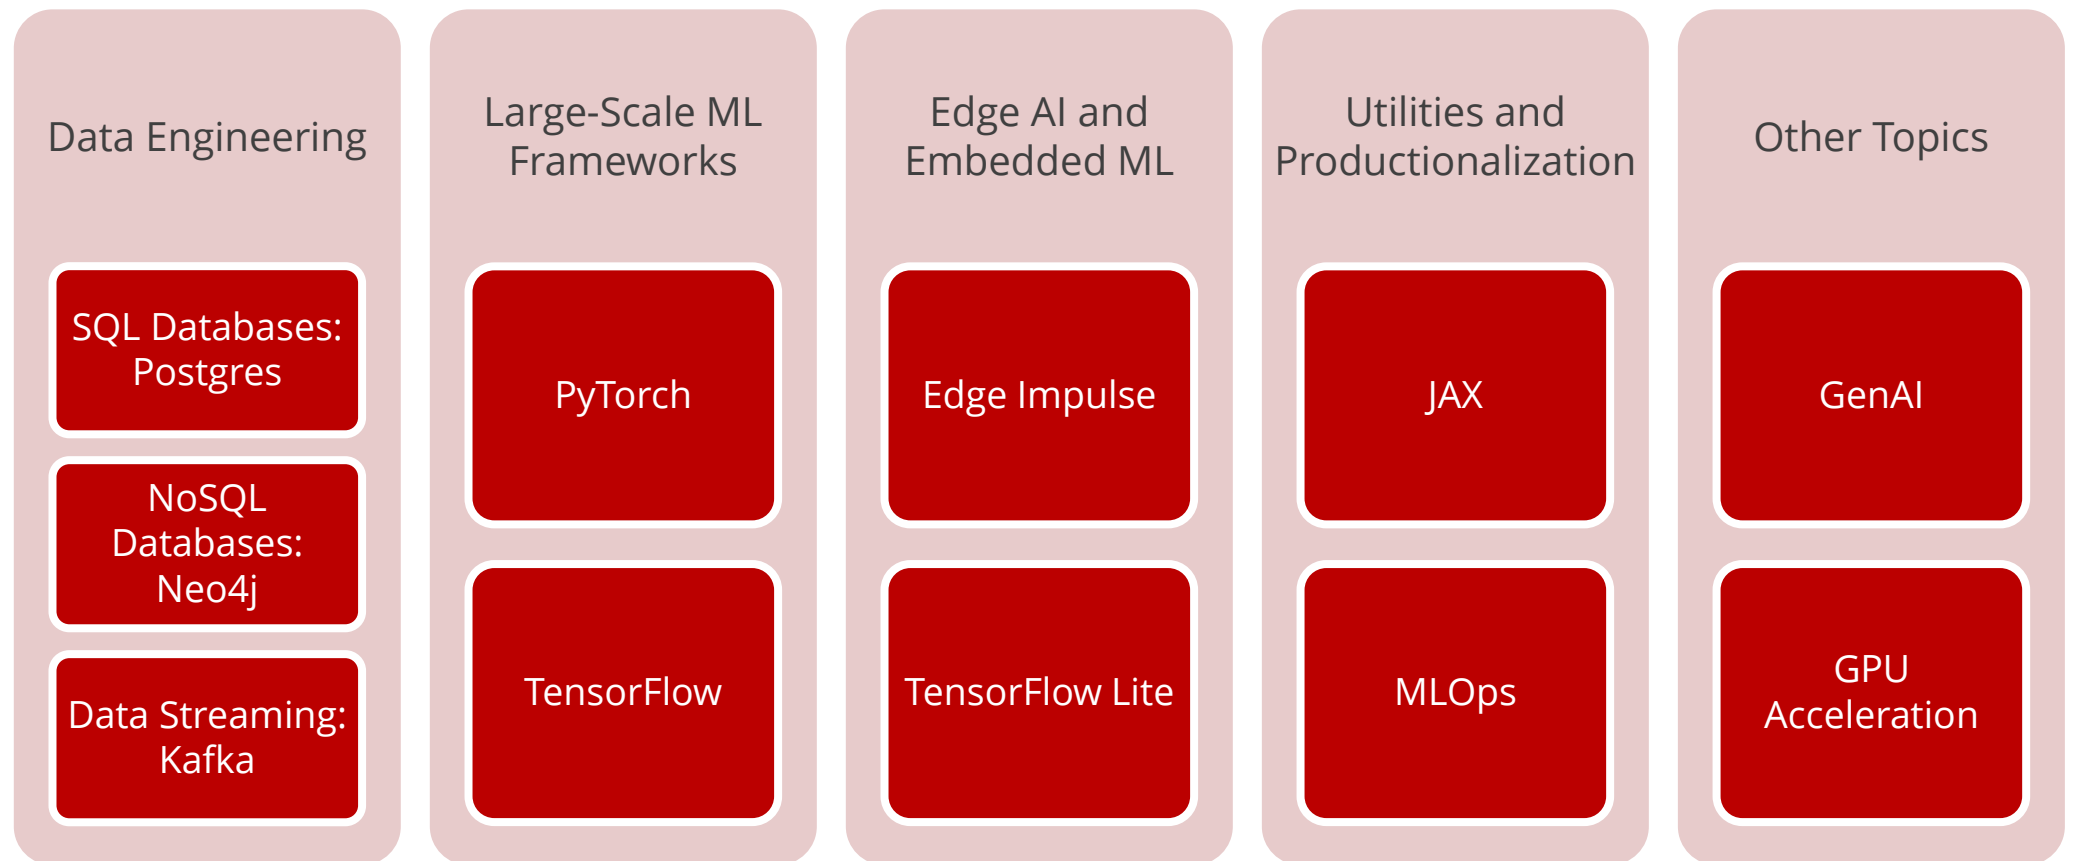 Data Engineering
SQL Databases:
Postgres
NoSQL
Databases:
Neo4j
Data Streaming:
Kafka
Large-Scale ML
Frameworks
PyTorch
TensorFlow
Edge AI and
Embedded ML
Edge Impulse
TensorFlow Lite
Utilities and
Productionalization
JAX
MLOps
Other Topics
GenAI
GPU
Acceleration